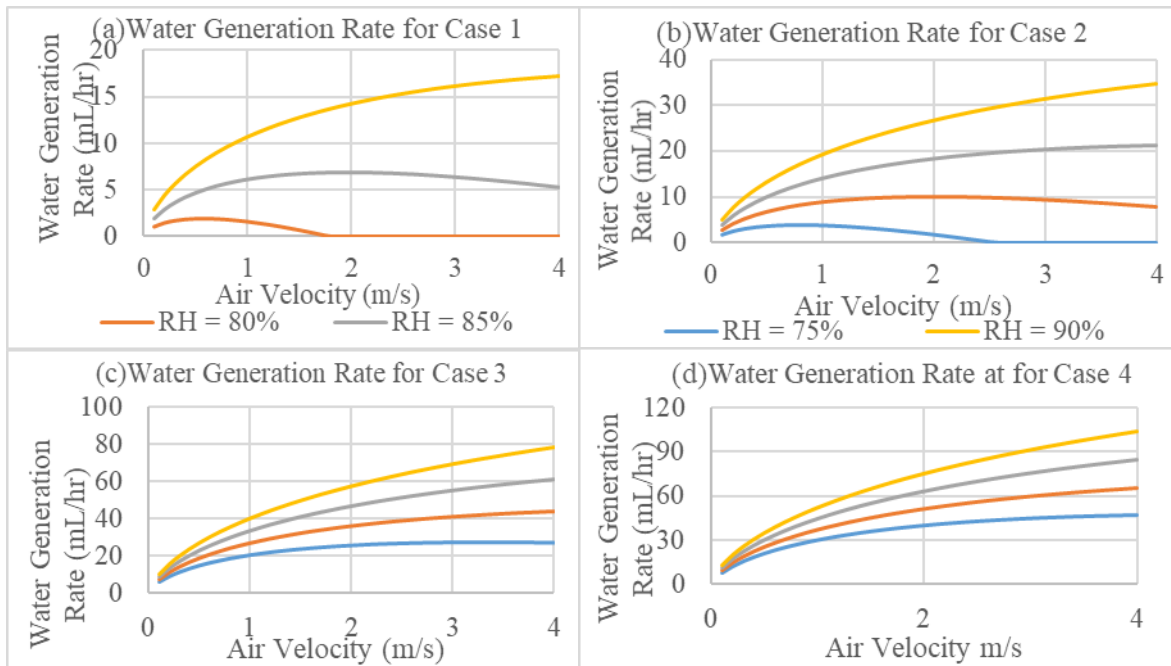 (a)Water Generation Rate for Case 1
Water Generation
Rate (mL/hr)
20
15
10
5
0
0 1 2 3 4
Air Velocity (m/s)
RH = 80% RH = 85%
(b)Water Generation Rate for Case 2
Water Generation
Rate (mL/hr)
40
30
20
10
0
0 1 2 3 4
Air Velocity m/s)
RH = 75% RH = 90%
(c)Water Generation Rate for Case 3
Water Generation
Rate (mL/hr)
100
80
60
40
20
0
0 1 2 3 4
Air Velocity (m/s)
(d)Water Generation Rate at for Case 4
Water Generation
Rate (mL/hr)
120
90
60
30
0
0 2 4
Air Velocity m/s